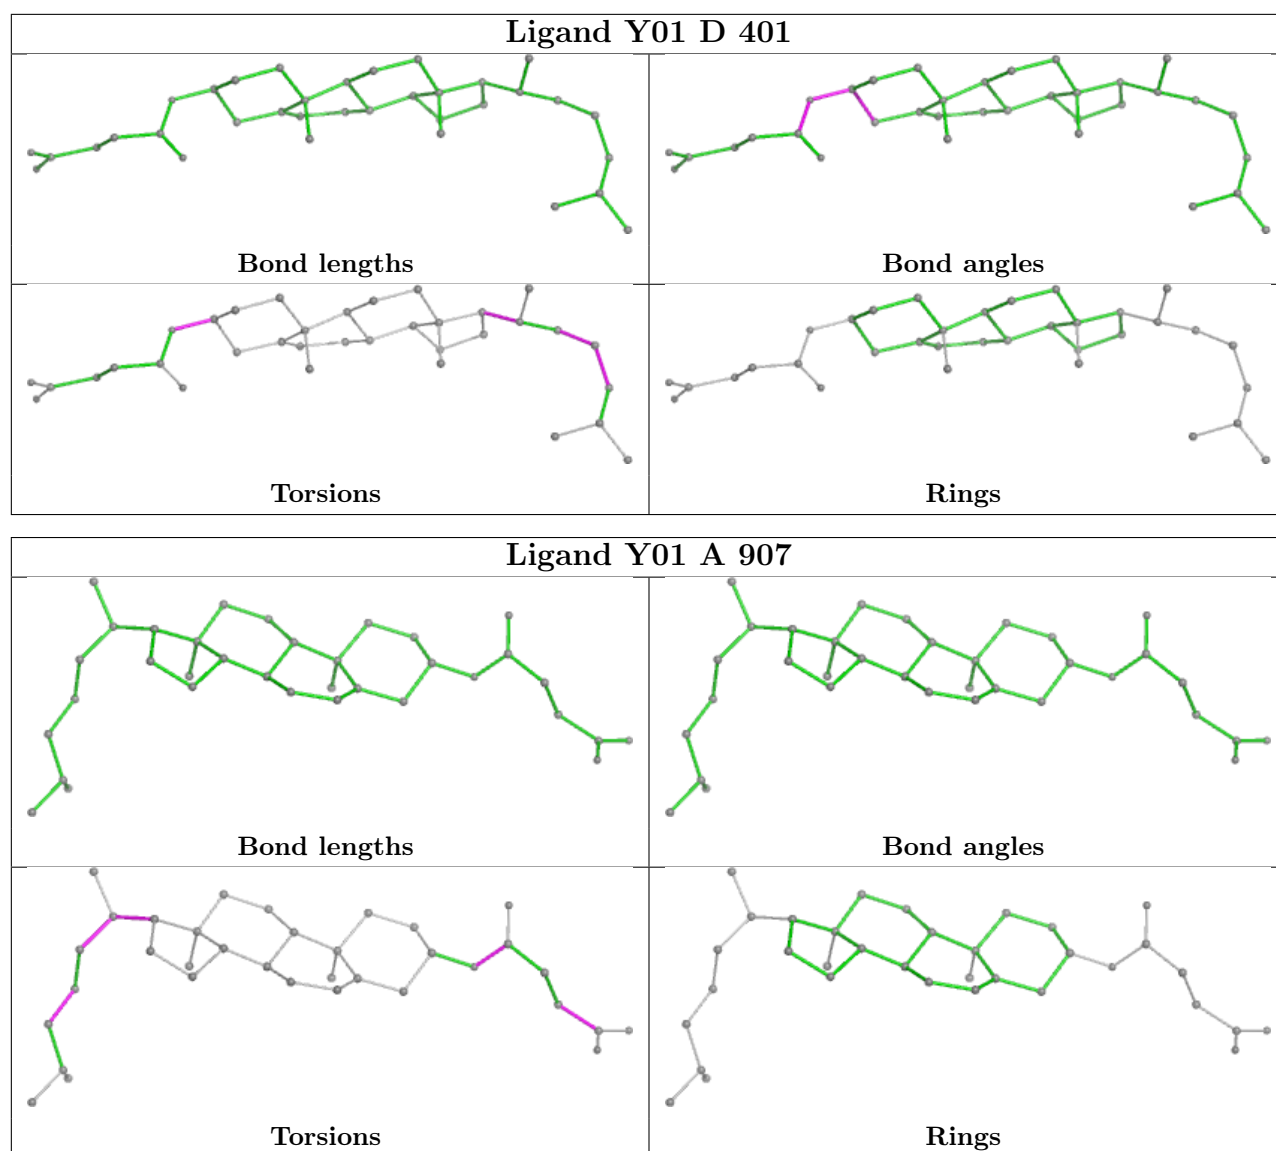 Ligand Y01 D 401
Bond lengths
Bond angles
Torsions
Rings
Ligand Y01 A 907
Bond lengths
Bond angles
Torsions
Rings